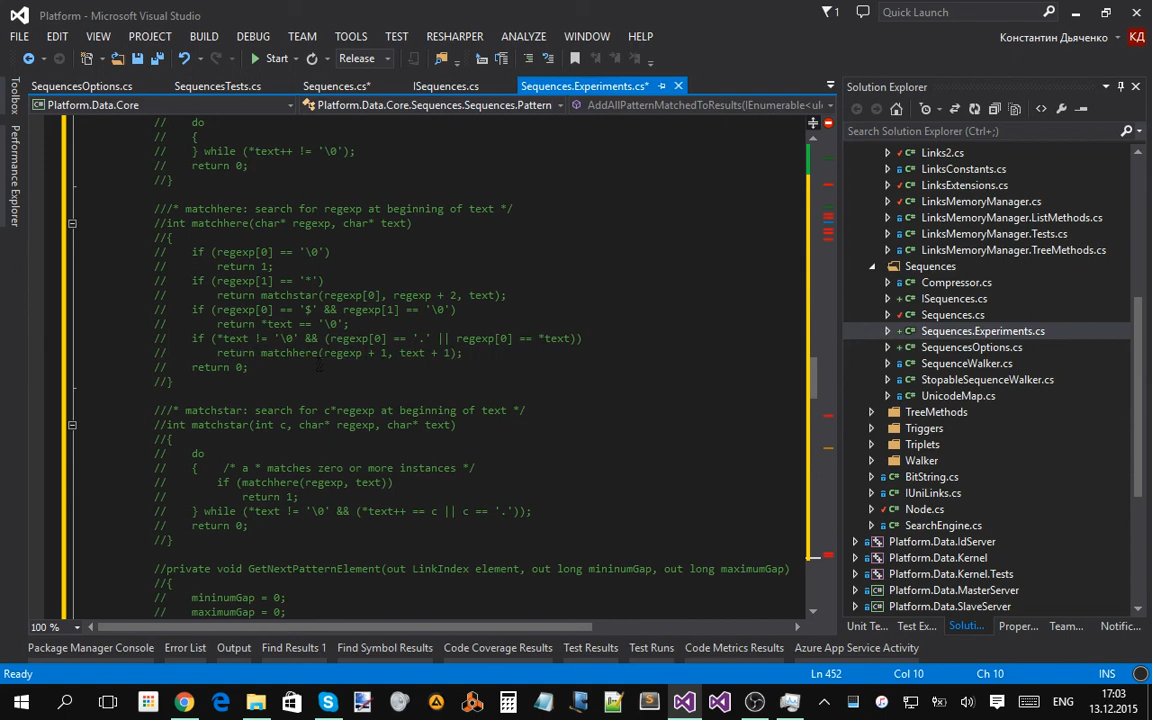 Platform - Microsoft Visual Studio
1
Quick Launch
FILE EDIT VIEW PROJECT BUILD DEBUG TEAM TOOLS TEST RESHARPER ANALYZE WINDOW HELP
Константин Дьяченко КД
Start Release
SequencesOptions.cs SequencesTests.cs Sequences.cs* ISequences.cs Sequences.Experiments.cs*
Platform.Data.Core Platform.Data.Core.Sequences.Sequences.Pattern AddAllPatternMatchedToResults(IEnumerable<ul
Toolbox
Performance Explorer
//   do
//   {
//   } while (*text++ != '\0');
//   return 0;
//}
///* matchhere: search for regexp at beginning of text */
//int matchhere(char* regexp, char* text)
//{
//   if (regexp[0] == '\0')
//       return 1;
//   if (regexp[1] == '*')
//       return matchstar(regexp[0], regexp + 2, text);
//   if (regexp[0] == '$' && regexp[1] == '\0')
//       return *text == '\0';
//   if (*text != '\0' && (regexp[0] == '.' || regexp[0] == *text))
//       return matchhere(regexp + 1, text + 1);
//   return 0;
//}
///* matchstar: search for c*regexp at beginning of text */
//int matchstar(int c, char* regexp, char* text)
//{
//   do
//   {    /* a * matches zero or more instances */
//       if (matchhere(regexp, text))
//           return 1;
//   } while (*text != '\0' && (*text++ == c || c == '.'));
//   return 0;
//}
//private void GetNextPatternElement(out LinkIndex element, out long mininumGap, out long maximumGap)
//{
//   mininumGap = 0;
//   maximumGap = 0;
100 %
Solution Explorer
Search Solution Explorer (Ctrl+;)
Links2.cs
LinksConstants.cs
LinksExtensions.cs
LinksMemoryManager.cs
LinksMemoryManager.ListMethods.cs
LinksMemoryManager.Tests.cs
LinksMemoryManager.TreeMethods.cs
Sequences
Compressor.cs
ISequences.cs
Sequences.cs
Sequences.Experiments.cs
SequencesOptions.cs
SequenceWalker.cs
StopableSequenceWalker.cs
UnicodeMap.cs
TreeMethods
Triggers
Triplets
Walker
BitString.cs
IUniLinks.cs
Node.cs
SearchEngine.cs
Platform.Data.IdServer
Platform.Data.Kernel
Platform.Data.Kernel.Tests
Platform.Data.MasterServer
Platform.Data.SlaveServer
Unit Te... Test Ex... Soluti... Proper... Team... Notific...
Package Manager Console Error List Output Find Results 1 Find Symbol Results Code Coverage Results Test Results Test Runs Code Metrics Results Azure App Service Activity
Ready Ln 452 Col 10 Ch 10 INS
ENG
17:03
13.12.2015